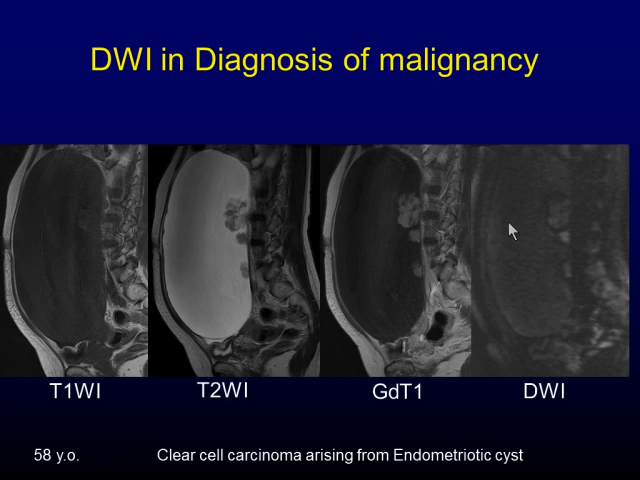 DWI in Diagnosis of malignancy
T1WI
T2WI
GdT1
DWI
58 y.o.
Clear cell carcinoma arising from Endometriotic cyst